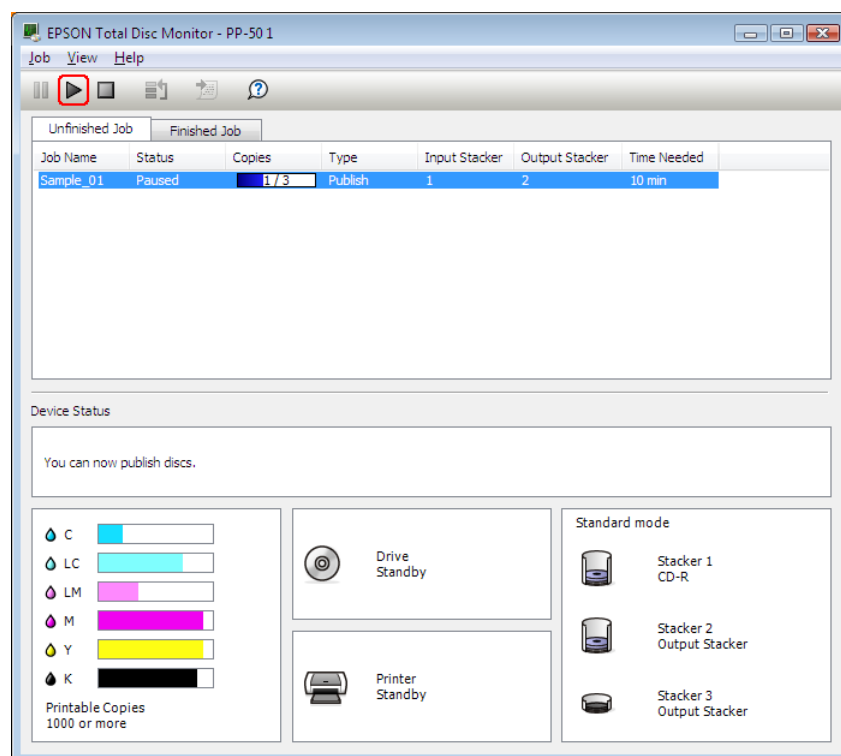 EPSON Total Disc Monitor - PP-50 1
Job View Help
Unfinished Job Finished Job
Job Name Status Copies Type Input Stacker Output Stacker Time Needed
Sample_01 Paused 1 / 3 Publish 1 2 10 min
Device Status
You can now publish discs.
C
LC
LM
M
Y
K
Printable Copies
1000 or more
Drive
Standby
Printer
Standby
Standard mode
Stacker 1
CD-R
Stacker 2
Output Stacker
Stacker 3
Output Stacker